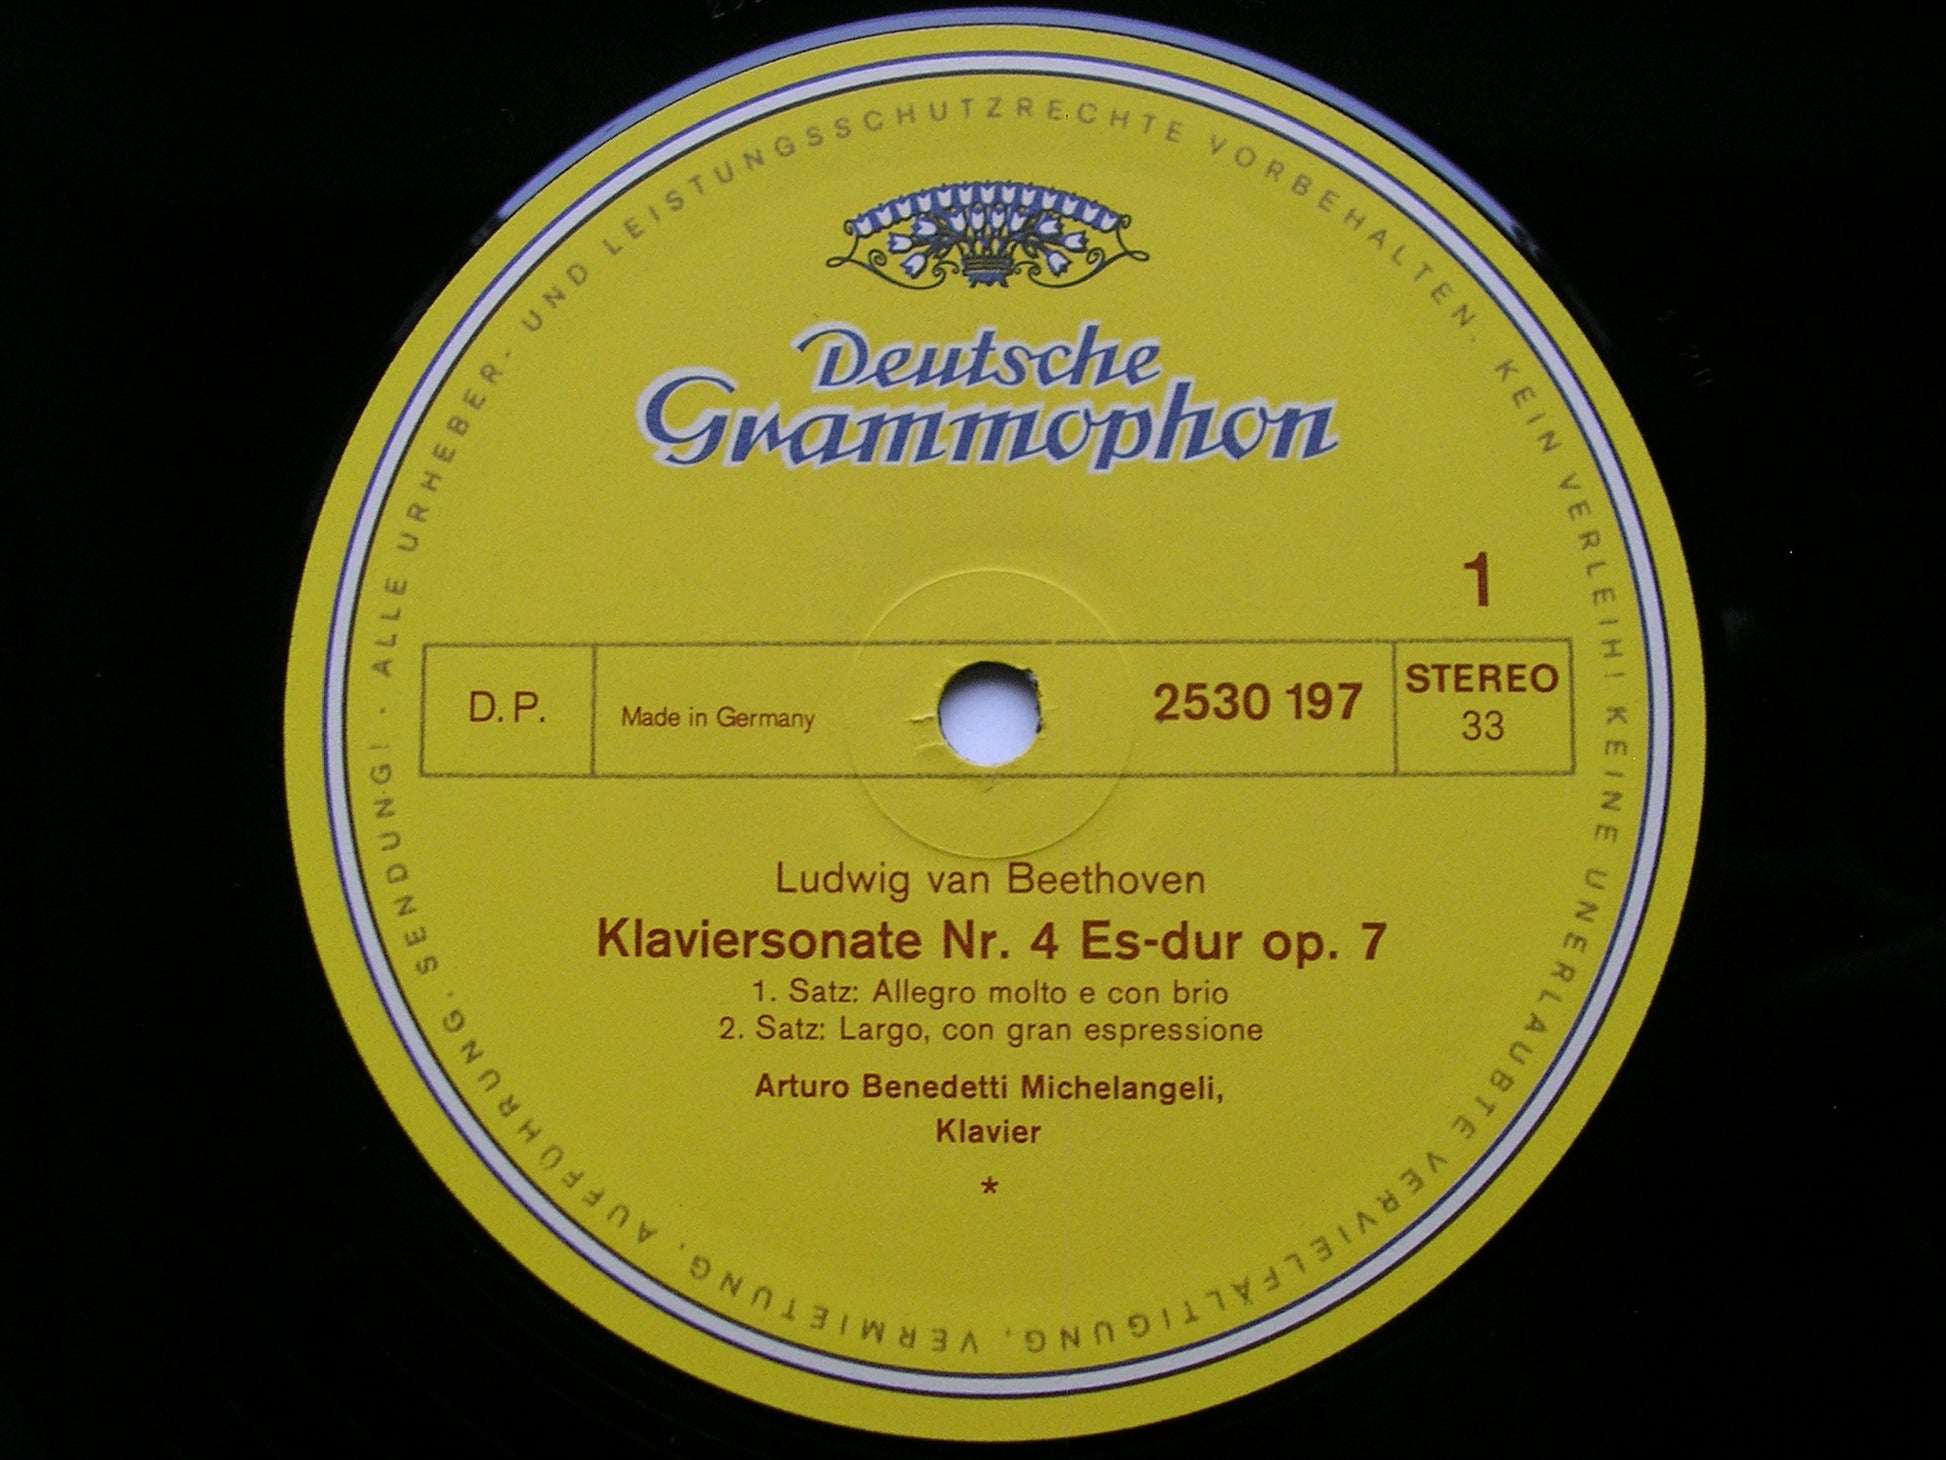 ALLE URHEBER- UND LEISTUNGSSCHUTZRECHTE VORBEHALTEN. KEIN VERLEIH! KEINE UNERLAUBTE VERVIELFÄLTIGUNG, VERMIETUNG, AUFFÜHRUNG, SENDUNG! ·
Deutsche
Grammophon
1
D.P.
Made in Germany
2530 197
STEREO
33
Ludwig van Beethoven
Klaviersonate Nr. 4 Es-dur op. 7
1. Satz: Allegro molto e con brio
2. Satz: Largo, con gran espressione
Arturo Benedetti Michelangeli,
Klavier
*